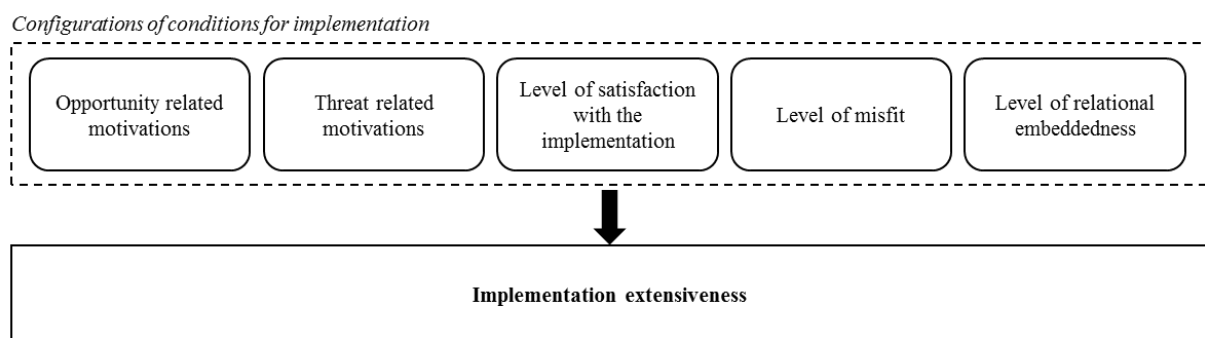 Configurations of conditions for implementation
Opportunity related
motivations
Threat related
motivations
Level of satisfaction
with the
implementation
Level of misfit
Level of relational
embeddedness
Implementation extensiveness